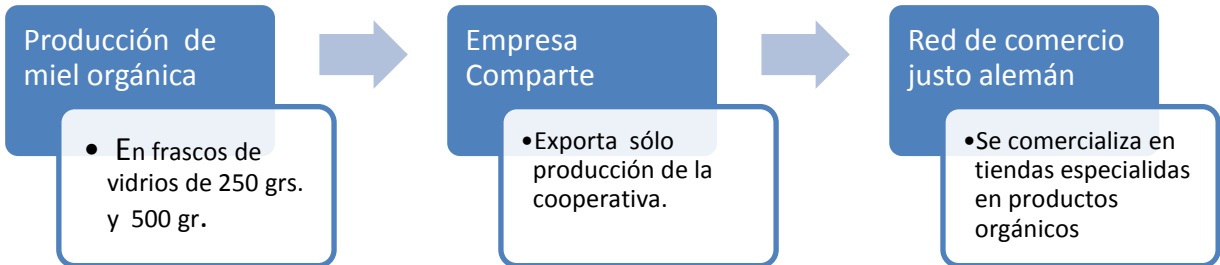 Producción de
miel orgánica
• En frascos de
vidrios de 250 grs.
y 500 gr.
Empresa
Comparte
•Exporta sólo
producción de la
cooperativa.
Red de comercio
justo alemán
•Se comercializa en
tiendas especialidas
en productos
orgánicos